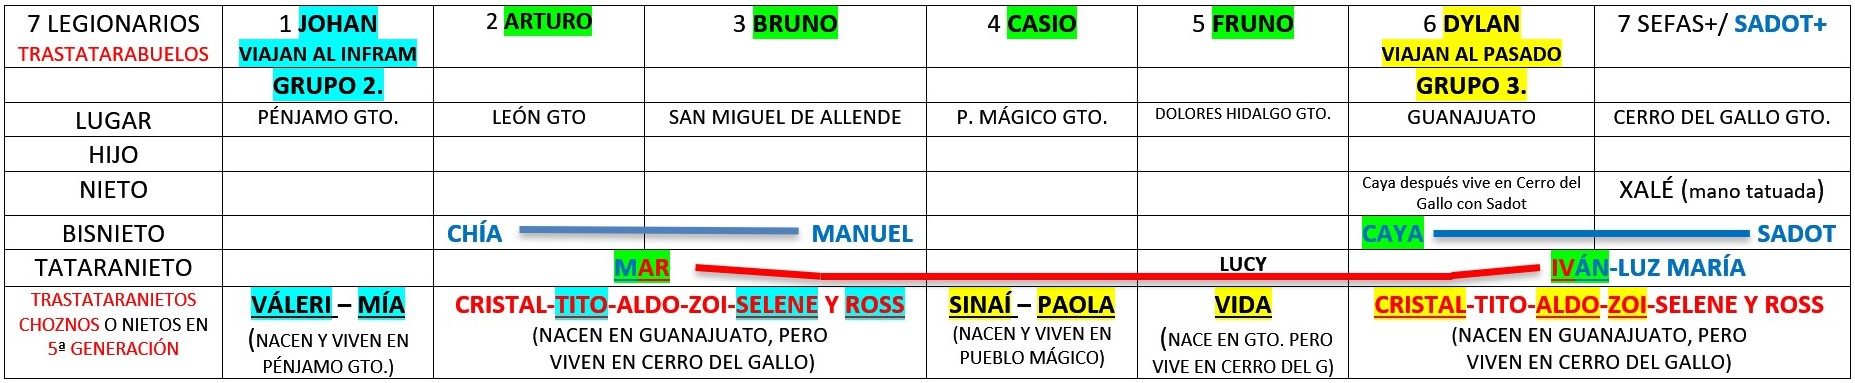 7 LEGIONARIOS
TRASTATARABUELOS
1 JOHAN
VIAJAN AL INFRAM
2 ARTURO
3 BRUNO
4 CASIO
5 FRUNO
6 DYLAN
VIAJAN AL PASADO
7 SEFAS+/ SADOT+
GRUPO 2.
GRUPO 3.
LUGAR
PÉNJAMO GTO.
LEÓN GTO
SAN MIGUEL DE ALLENDE
P. MÁGICO GTO.
DOLORES HIDALGO GTO.
GUANAJUATO
CERRO DEL GALLO GTO.
HIJO
NIETO
Caya después vive en Cerro del
Gallo con Sadot
XALÉ (mano tatuada)
BISNIETO
CHÍA
MANUEL
CAYA
SADOT
TATARANIETO
MAR
LUCY
IVÁN-LUZ MARÍA
TRASTATARANIETOS
CHOZNOS O NIETOS EN
5ª GENERACIÓN
VÁLERI – MÍA
(NACEN Y VIVEN EN
PÉNJAMO GTO.)
CRISTAL-TITO-ALDO-ZOI-SELENE Y ROSS
(NACEN EN GUANAJUATO, PERO
VIVEN EN CERRO DEL GALLO)
SINAÍ – PAOLA
(NACEN Y VIVEN EN
PUEBLO MÁGICO)
VIDA
(NACE EN GTO. PERO
VIVE EN CERRO DEL G)
CRISTAL-TITO-ALDO-ZOI-SELENE Y ROSS
(NACEN EN GUANAJUATO, PERO
VIVEN EN CERRO DEL GALLO)